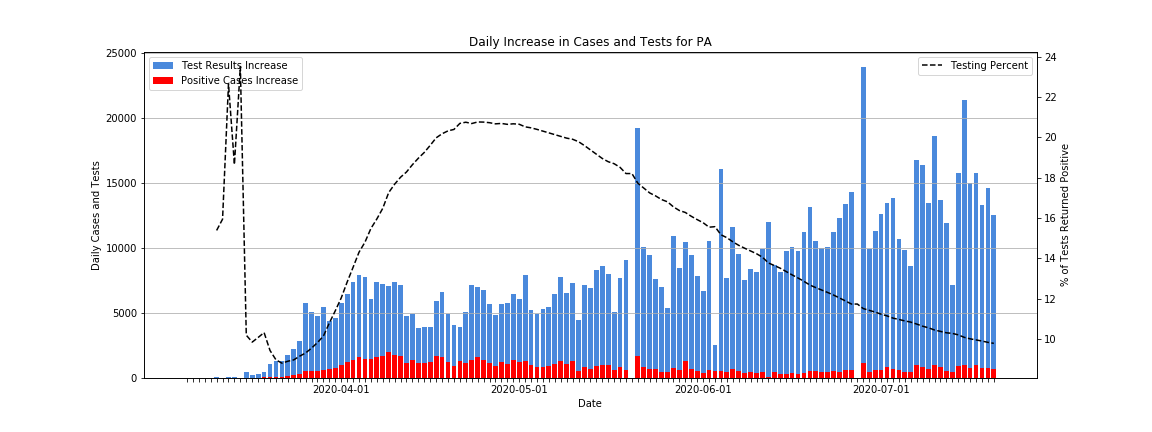 Daily Increase in Cases and Tests for PA
Test Results Increase
Positive Cases Increase
Testing Percent
25000
20000
15000
10000
5000
0
Daily Cases and Tests
24
22
20
18
16
14
12
10
% of Tests Returned Positive
2020-04-01
2020-05-01
2020-06-01
2020-07-01
Date